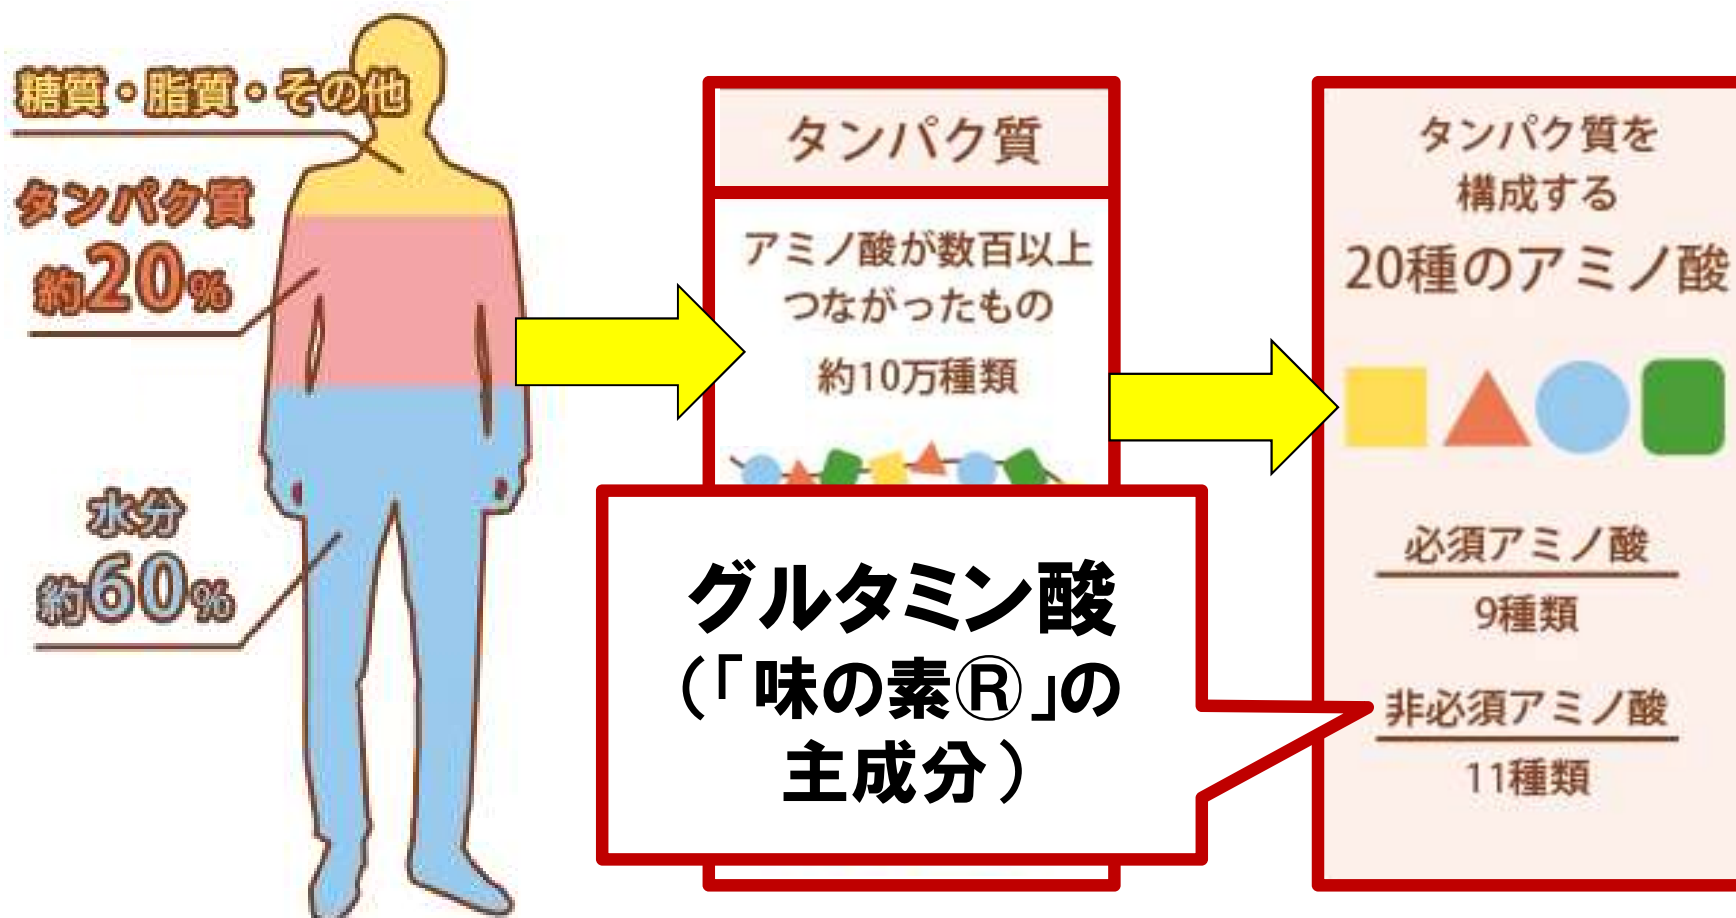 糖質・脂質・その他
タンパク質
約20%
水分
約60%
タンパク質
アミノ酸が数百以上
つながったもの
約10万種類
グルタミン酸
（「味の素Ⓡ」の
主成分）
タンパク質を
構成する
20種のアミノ酸
必須アミノ酸
9種類
非必須アミノ酸
11種類